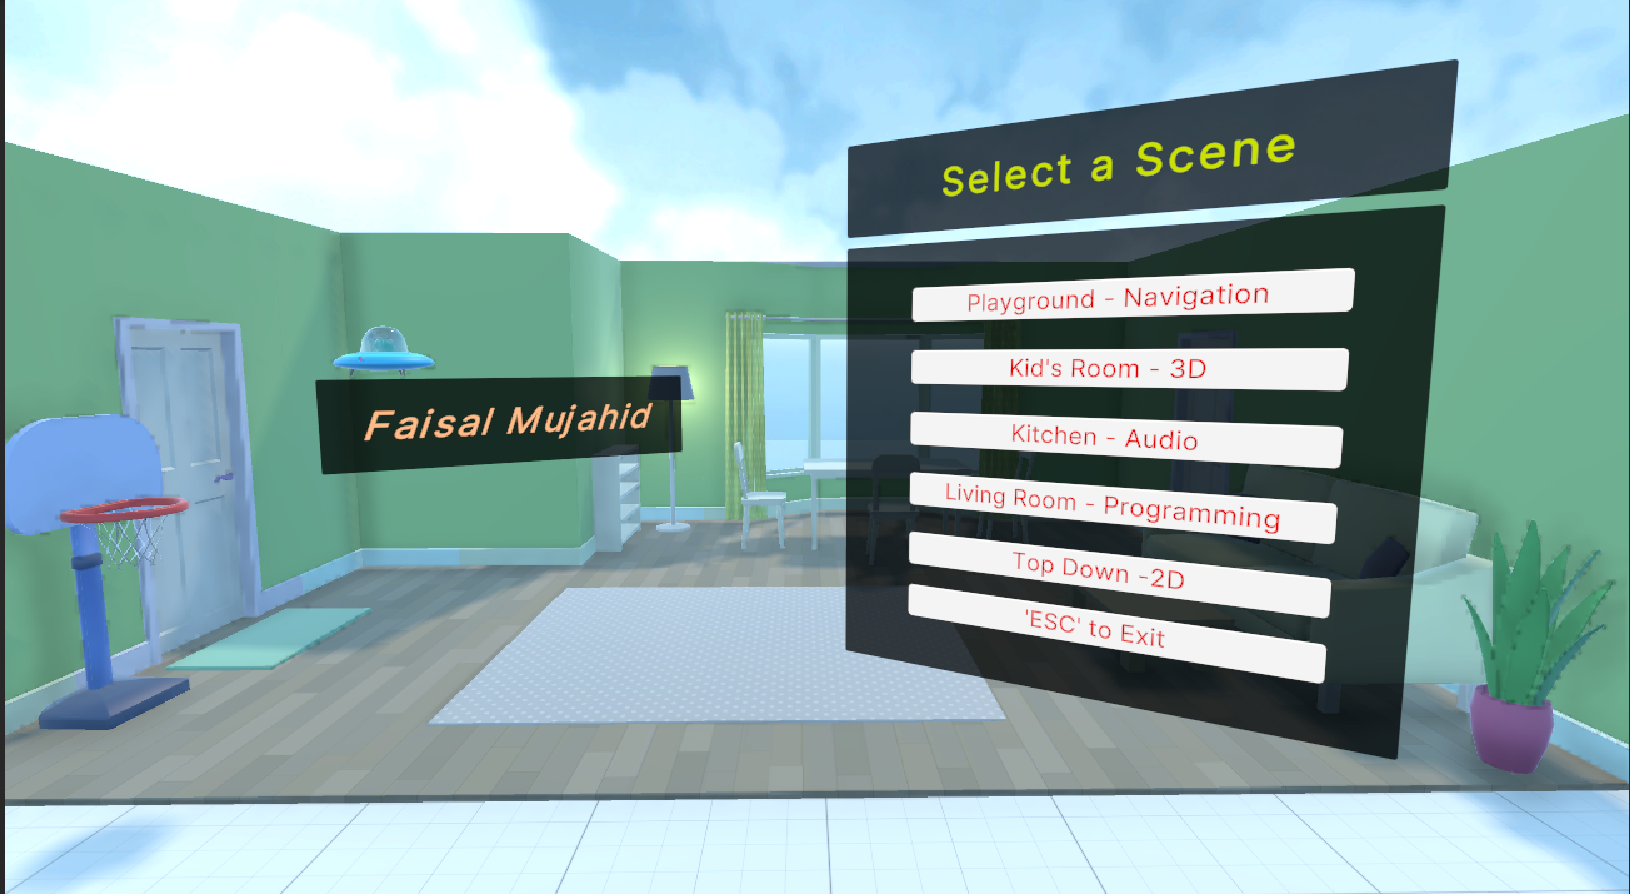 Select a Scene
Playground - Navigation
Kid's Room - 3D
Faisal Mujahid
Kitchen - Audio
Living Room - Programming
Top Down -2D
'ESC' to Exit